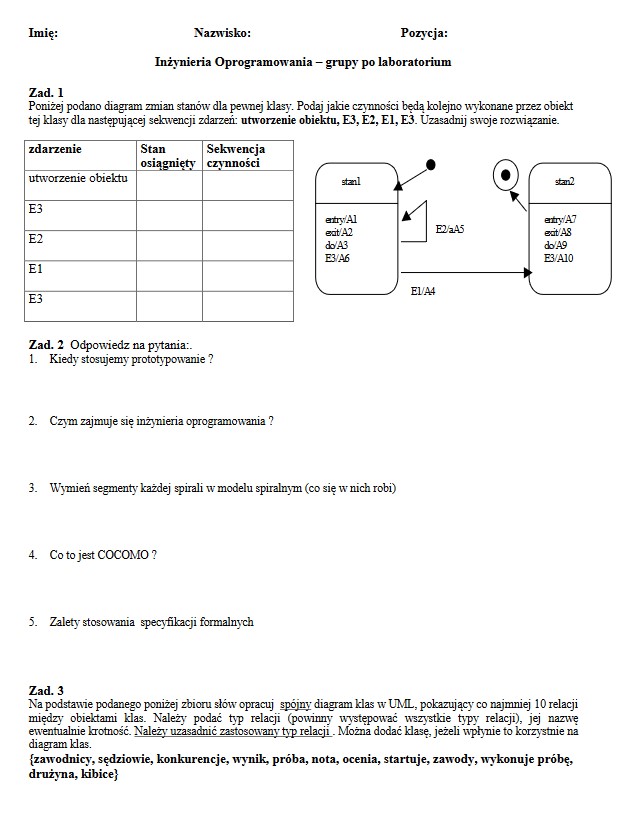 Imię: Nazwisko: Pozycja:
Inżynieria Oprogramowania – grupy po laboratorium
Zad. 1
Poniżej podano diagram zmian stanów dla pewnej klasy. Podaj jakie czynności będą kolejno wykonane przez obiekt
tej klasy dla następującej sekwencji zdarzeń: utworzenie obiektu, E3, E2, E1, E3. Uzasadnij swoje rozwiązanie.
zdarzenie Stan osiągnięty Sekwencja czynności
utworzenie obiektu
E3
E2
E1
E3
stan1
entry/A1
exit/A2
do/A3
E3/A6
E2/aA5
E1/A4
stan2
entry/A7
exit/A8
do/A9
E3/A10
Zad. 2 Odpowiedz na pytania:.
1. Kiedy stosujemy prototypowanie ?
2. Czym zajmuje się inżynieria oprogramowania ?
3. Wymień segmenty każdej spirali w modelu spiralnym (co się w nich robi)
4. Co to jest COCOMO ?
5. Zalety stosowania specyfikacji formalnych
Zad. 3
Na podstawie podanego poniżej zbioru słów opracuj spójny diagram klas w UML, pokazujący co najmniej 10 relacji
między obiektami klas. Należy podać typ relacji (powinny występować wszystkie typy relacji), jej nazwę
ewentualnie krotność. Należy uzasadnić zastosowany typ relacji . Można dodać klasę, jeżeli wpłynie to korzystnie na
diagram klas.
{zawodnicy, sędziowie, konkurencje, wynik, próba, nota, ocenia, startuje, zawody, wykonuje próbę,
drużyna, kibice}